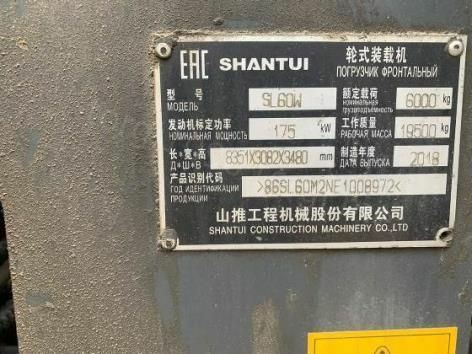 EAC SHANTUI
轮式装载机
ПОГРУЗЧИК ФРОНТАЛЬНЫЙ
型 号
МОДЕЛЬ
SL60W
额定载荷
номинальная
грузоподъемность
6000 kg
发动机标定功率
НОМИНАЛЬНАЯ МОЩНОСТЬ
175 kW
工作质量
РАБОЧАЯ МАССА
19500 kg
长*宽*高
Д*Ш*В
8351X3082X3480 mm
制造年度
ДАТА ВЫПУСКА
2018
产品识别代码
ГОД ИДЕНТИФИКАЦИИ
ПРОДУКЦИИ
>86SL60M2NE1008972<
山推工程机械股份有限公司
SHANTUI CONSTRUCTION MACHINERY CO.,LTD